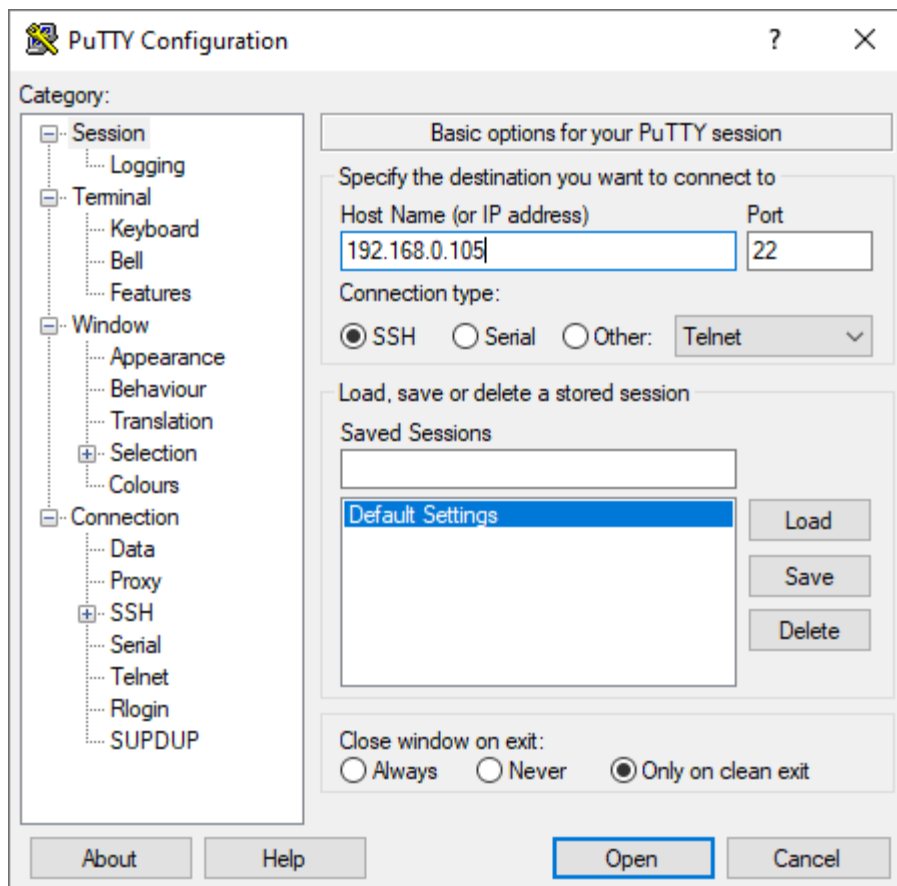 PuTTY Configuration
?
Category:
Session
Logging
Terminal
Keyboard
Bell
Features
Window
Appearance
Behaviour
Translation
Selection
Colours
Connection
Data
Proxy
SSH
Serial
Telnet
Rlogin
SUPDUP
Basic options for your PuTTY session
Specify the destination you want to connect to
Host Name (or IP address) Port
192.168.0.105 22
Connection type:
SSH Serial Other: Telnet
Load, save or delete a stored session
Saved Sessions
Default Settings
Load
Save
Delete
Close window on exit:
Always Never Only on clean exit
About Help Open Cancel